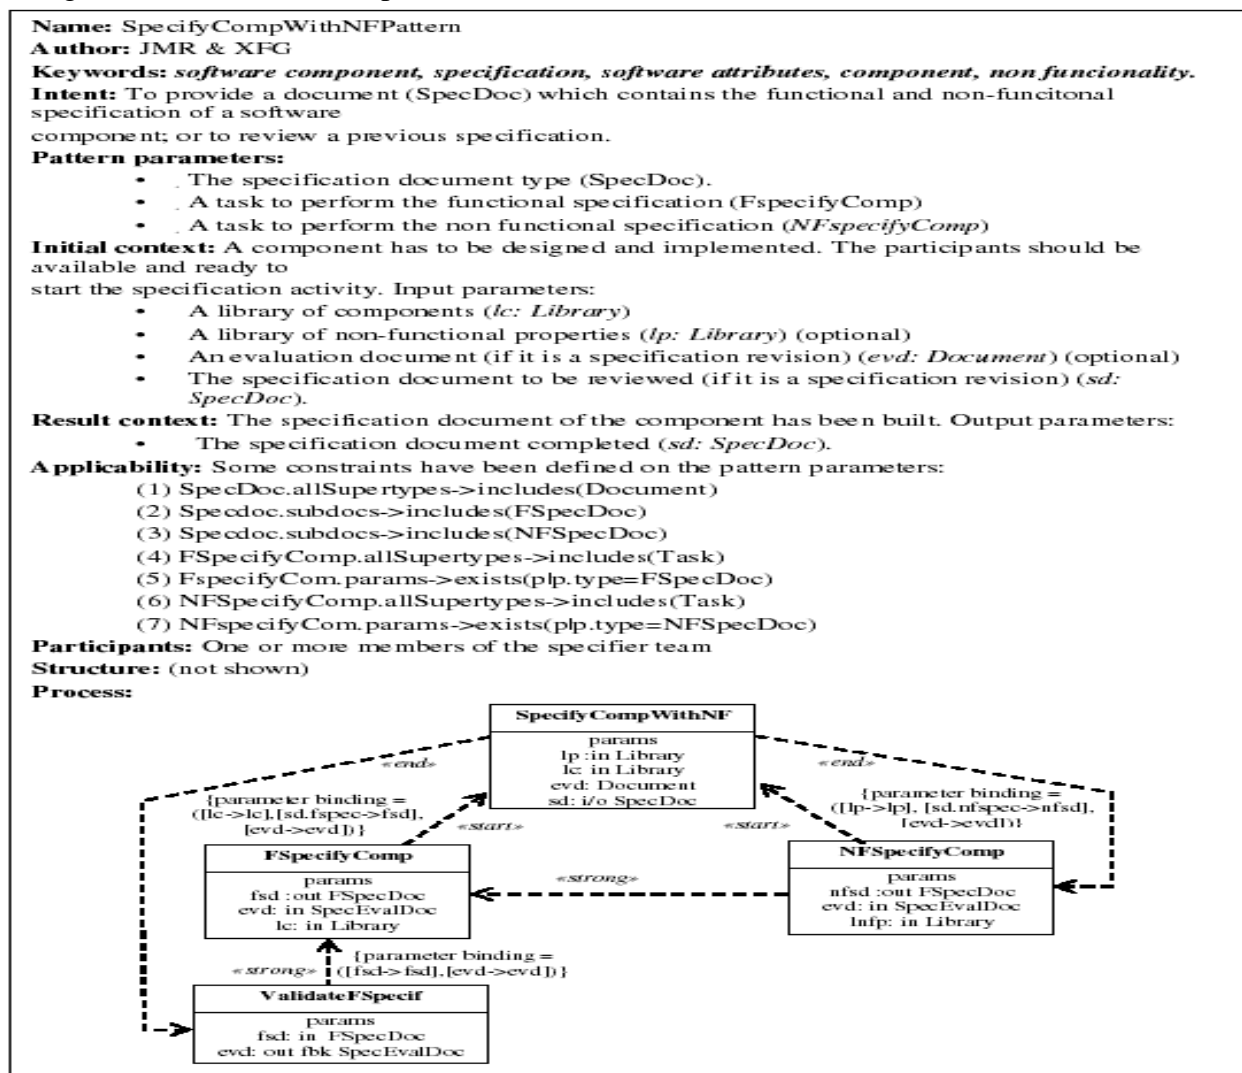 Name: SpecifyCompWithNFPattern
Author: JMR & XFG
Keywords: software component, specification, software attributes, component, non funcionality.
Intent: To provide a document (SpecDoc) which contains the functional and non-funcitonal
specification of a software
component; or to review a previous specification.
Pattern parameters:
• The specification document type (SpecDoc).
• A task to perform the functional specification (FspecifyComp)
• A task to perform the non functional specification (NFspecifyComp)
Initial context: A component has to be designed and implemented. The participants should be
available and ready to
start the specification activity. Input parameters:
• A library of components (lc: Library)
• A library of non-functional properties (lp: Library) (optional)
• An evaluation document (if it is a specification revision) (evd: Document) (optional)
• The specification document to be reviewed (if it is a specification revision) (sd:
SpecDoc).
Result context: The specification document of the component has been built. Output parameters:
• The specification document completed (sd: SpecDoc).
Applicability: Some constraints have been defined on the pattern parameters:
(1) SpecDoc.allSupertypes->includes(Document)
(2) Specdoc.subdocs->includes(FSpecDoc)
(3) Specdoc.subdocs->includes(NFSpecDoc)
(4) FSpecifyComp.allSupertypes->includes(Task)
(5) FspecifyCom.params->exists(p|p.type=FSpecDoc)
(6) NFSpecifyComp.allSupertypes->includes(Task)
(7) NFspecifyCom.params->exists(p|p.type=NFSpecDoc)
Participants: One or more members of the specifier team
Structure: (not shown)
Process:
SpecifyCompWithNF
params
lp :in Library
lc: in Library
evd: Document
sd: i/o SpecDoc
«end»
«end»
{parameter binding =
([lc->lc],[sd.fspec->fsd],
[evd->evd])}
{parameter binding =
([lp->lp], [sd.nfspec->nfsd],
[evd->evd])}
«start»
«start»
FSpecifyComp
params
fsd :out FSpecDoc
evd: in SpecEvalDoc
lc: in Library
«strong»
NFSpecifyComp
params
nfsd :out FSpecDoc
evd: in SpecEvalDoc
lnfp: in Library
«strong»
{parameter binding =
([fsd->fsd],[evd->evd])}
ValidateFSpecif
params
fsd: in FSpecDoc
evd: out fbk SpecEvalDoc